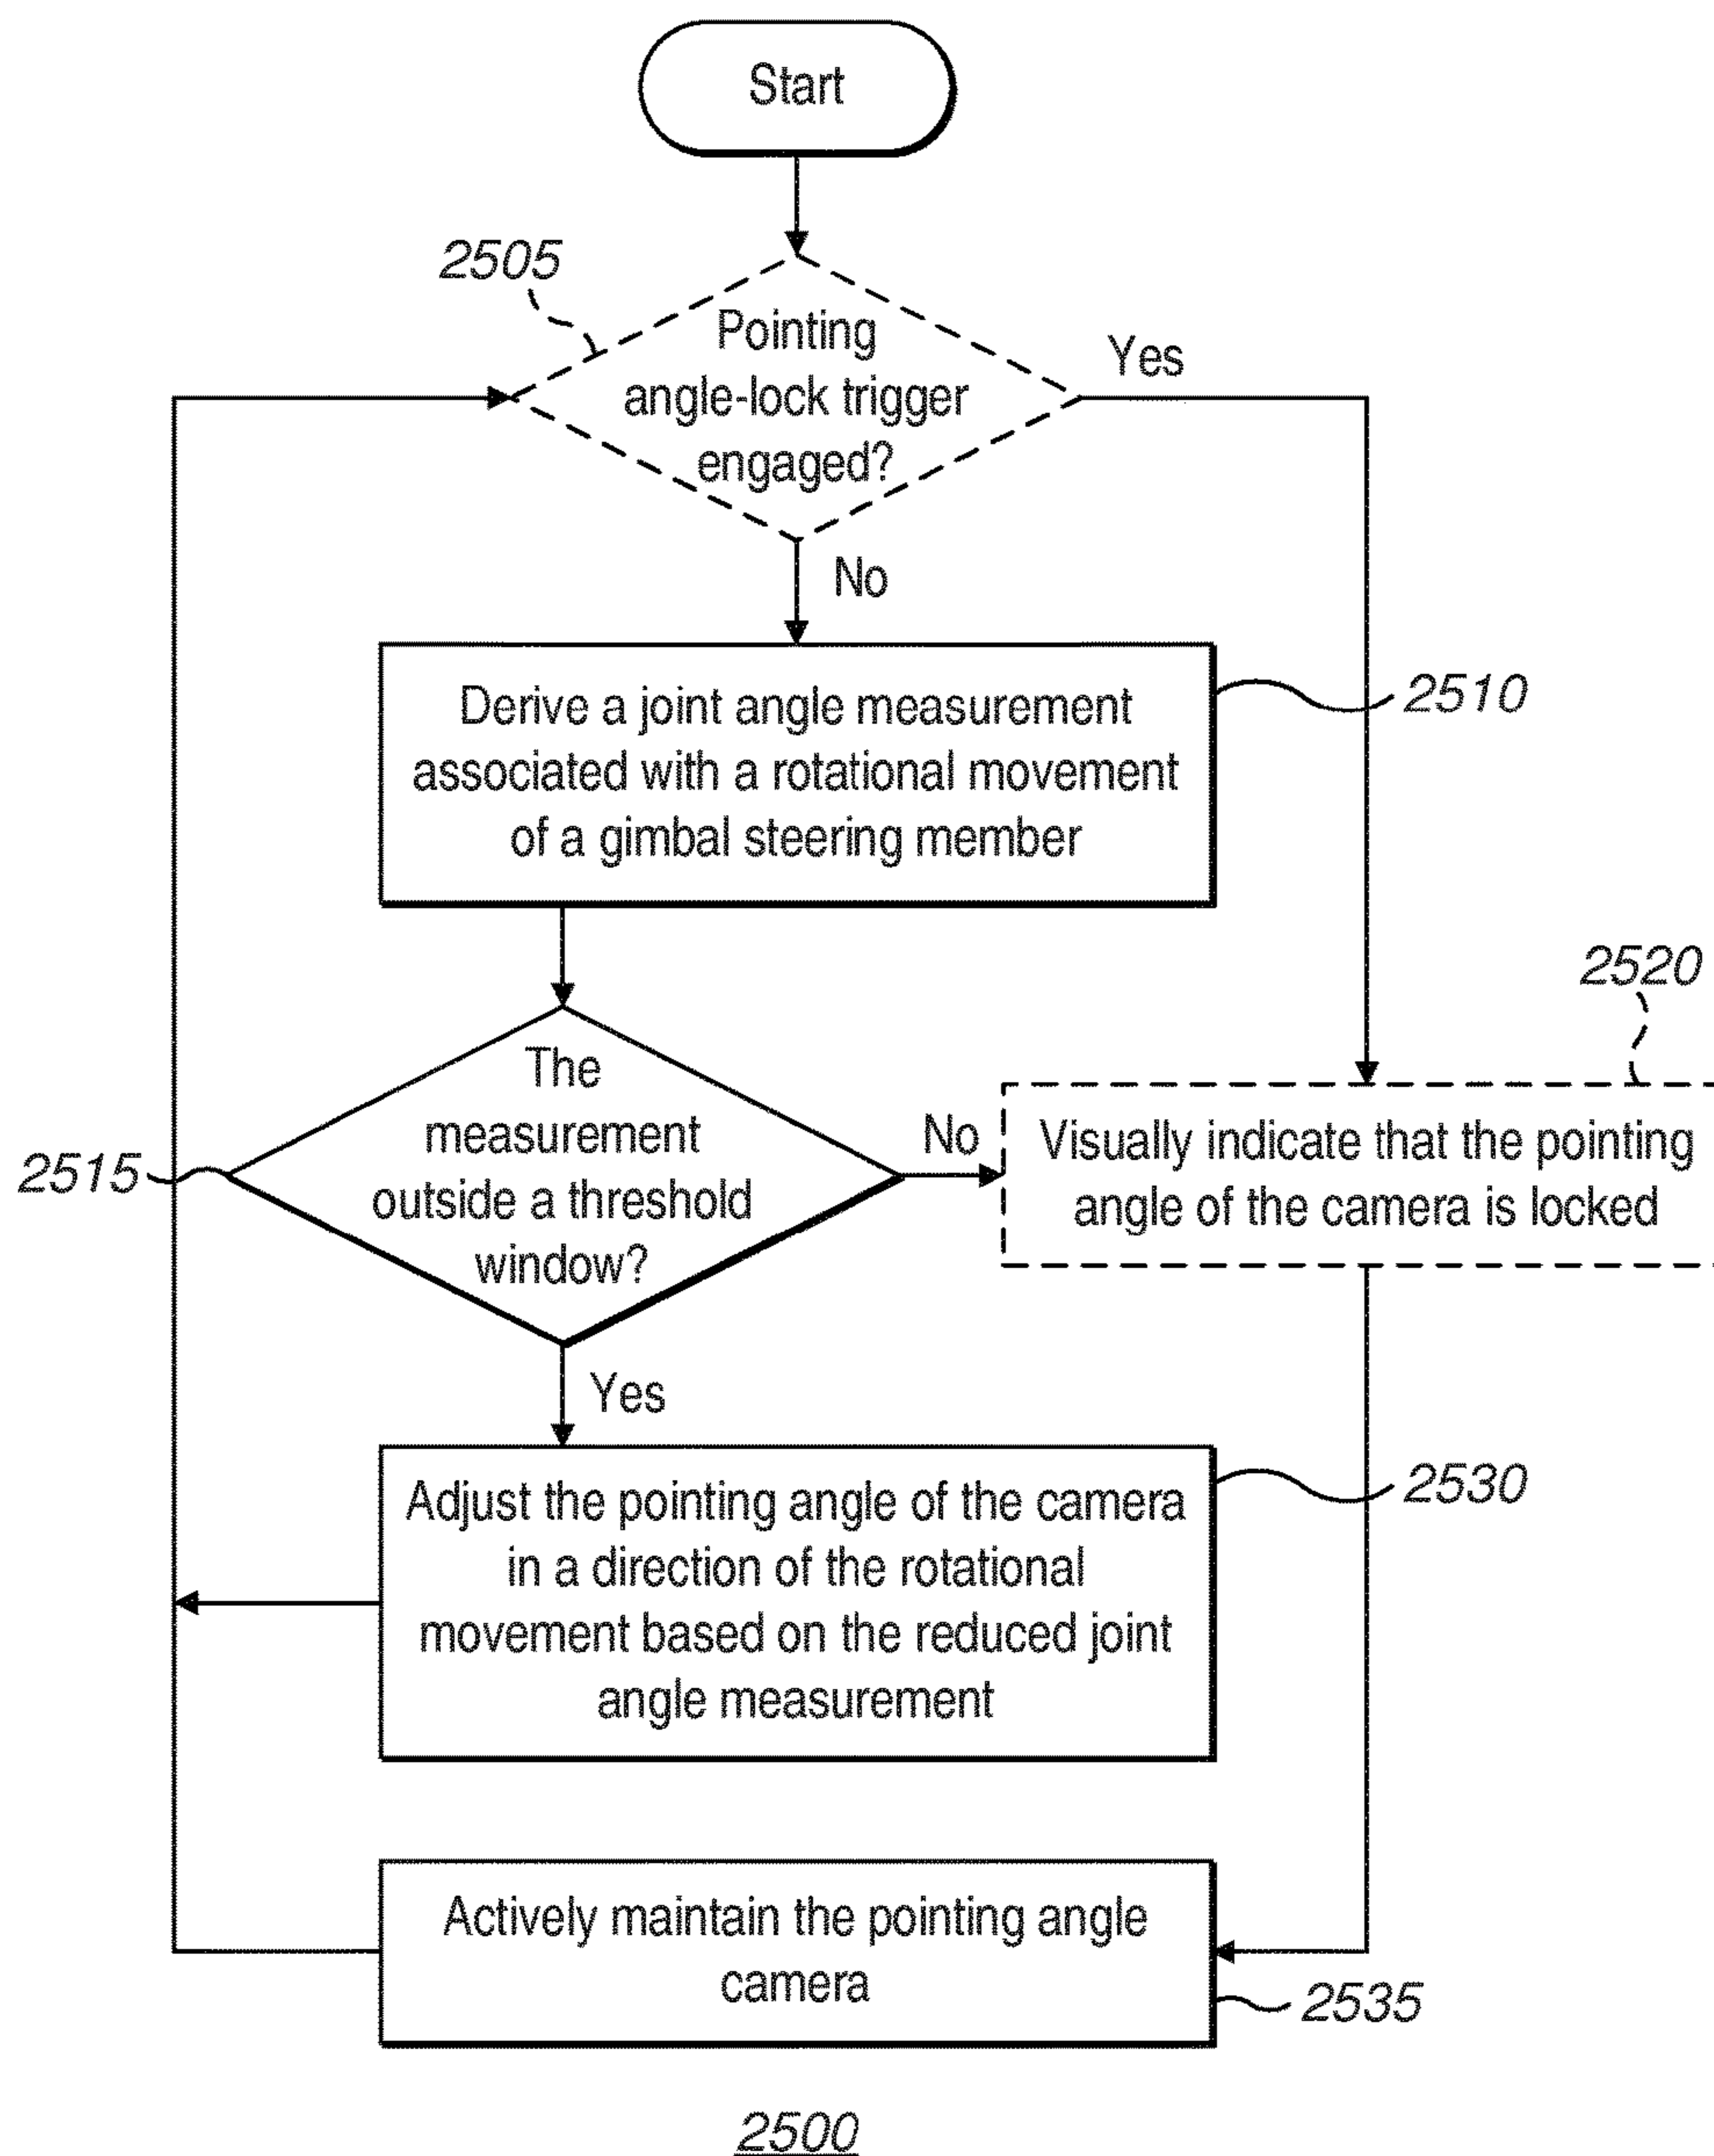 Start
2505
Pointing
angle-lock trigger
engaged?
Yes
No
Derive a joint angle measurement
associated with a rotational movement
of a gimbal steering member
2510
2520
The
measurement
outside a threshold
window?
2515
No
Visually indicate that the pointing
angle of the camera is locked
Yes
Adjust the pointing angle of the camera
in a direction of the rotational
movement based on the reduced joint
angle measurement
2530
Actively maintain the pointing angle
camera
2535
2500